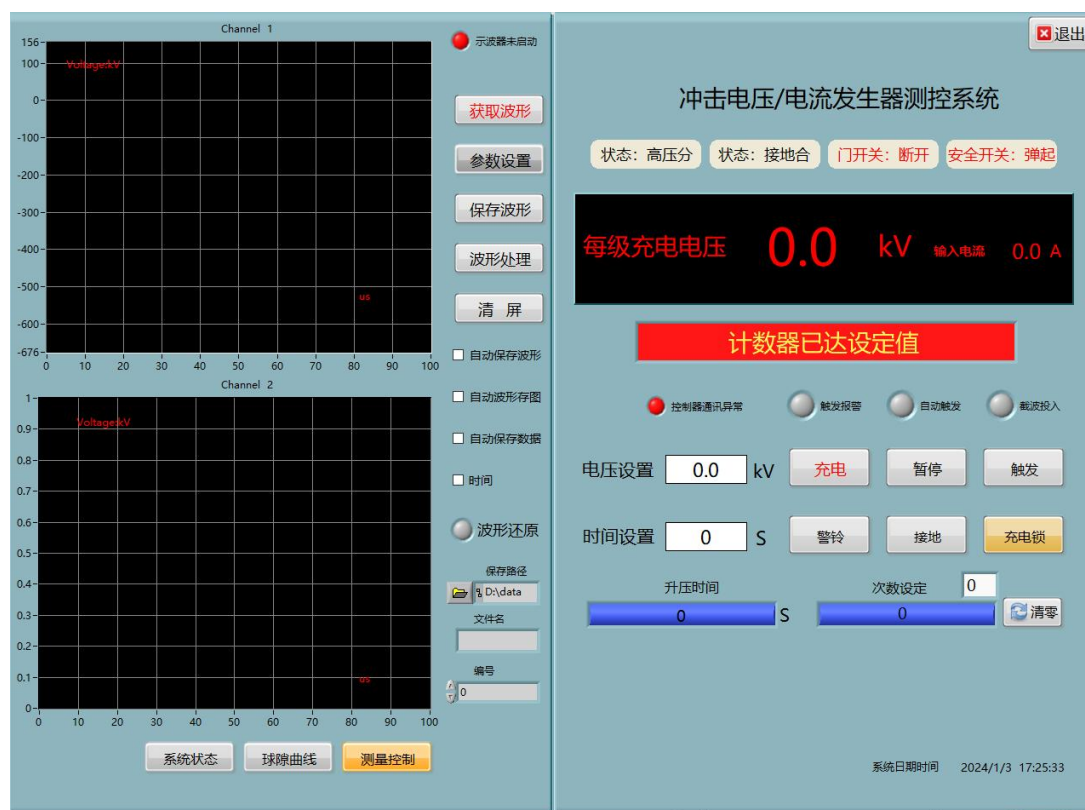 Channel 1
156
100
0
-100
-200
-300
-400
-500
-600
-676
Voltage:kV
us
0 10 20 30 40 50 60 70 80 90 100
Channel 2
1
0.9
0.8
0.7
0.6
0.5
0.4
0.3
0.2
0.1
0
Voltage:kV
us
0 10 20 30 40 50 60 70 80 90 100
系统状态 球隙曲线 测量控制
示波器未启动
获取波形
参数设置
保存波形
波形处理
清 屏
自动保存波形
自动波形存图
自动保存数据
时间
波形还原
保存路径
D:\data
文件名
编号
0
退出
冲击电压/电流发生器测控系统
状态：高压分 状态：接地合 门开关：断开 安全开关：弹起
每级充电电压 0.0 kV 输入电流 0.0 A
计数器已达设定值
控制器通讯异常 触发报警 自动触发 截波投入
电压设置 0.0 kV 充电 暂停 触发
时间设置 0 S 警铃 接地 充电锁
升压时间 次数设定 0
0 S 0 清零
系统日期时间 2024/1/3 17:25:33